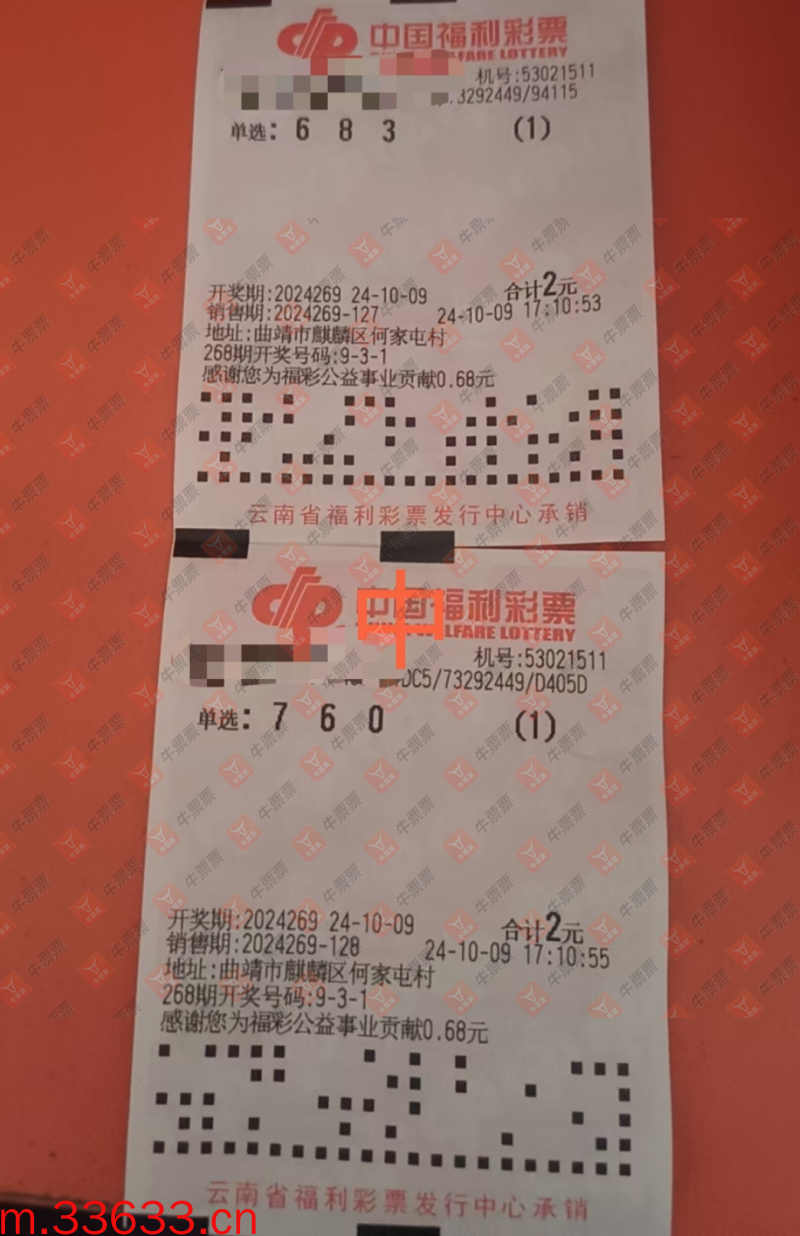 中国福利彩票
WELFARE LOTTERY
机号:53021511
3292449/94115
单选: 6 8 3 (1)
开奖期:2024269 24-10-09 合计2元
销售期:2024269-127 24-10-09 17:10:53
地址:曲靖市麒麟区何家屯村
268期开奖号码:9-3-1
感谢您为福彩公益事业贡献0.68元
云南省福利彩票发行中心承销
中
中国福利彩票
WELFARE LOTTERY
机号:53021511
DC5/73292449/D405D
单选: 7 6 0 (1)
开奖期:2024269 24-10-09 合计2元
销售期:2024269-128 24-10-09 17:10:55
地址:曲靖市麒麟区何家屯村
268期开奖号码:9-3-1
感谢您为福彩公益事业贡献0.68元
云南省福利彩票发行中心承销
m.33633.cn